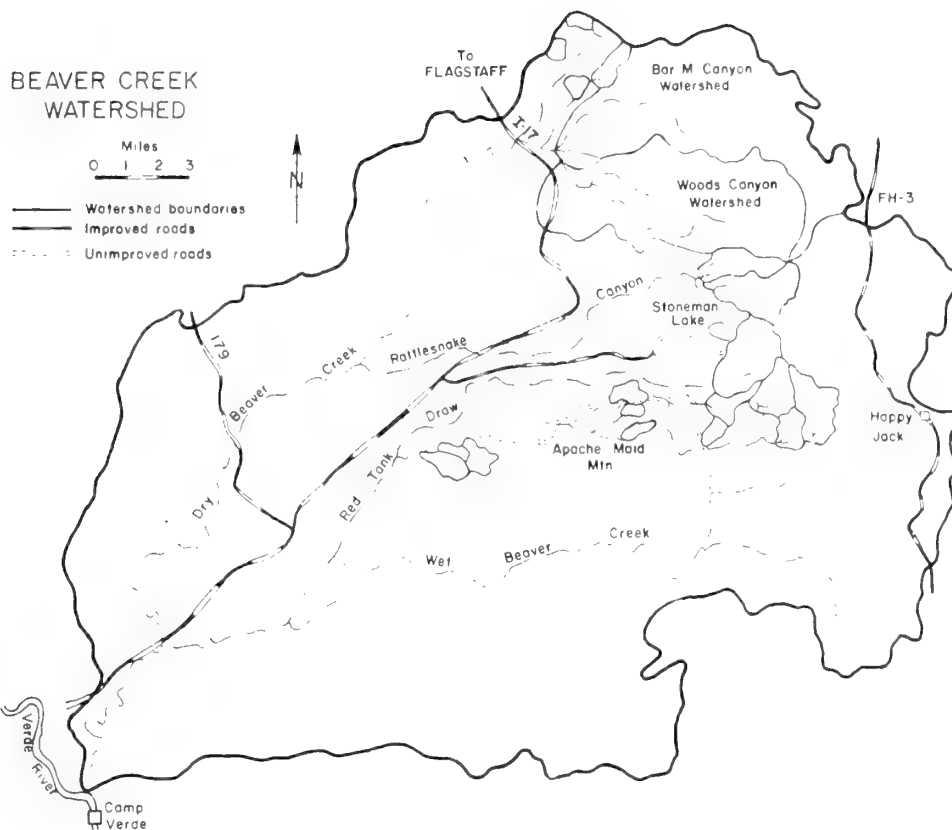 BEAVER CREEK
WATERSHED
Miles
0 1 2 3
N
Watershed boundaries
Improved roads
Unimproved roads
To
FLAGSTAFF
I-17
Bar M Canyon
Watershed
Woods Canyon
Watershed
FH-3
Canyon
Stoneman
Lake
179
Rattlesnake
Beaver Creek
Dry
Draw
Red Tank
Apache Maid
Mtn
Happy
Jack
Wet Beaver Creek
Verde
River
Camp
Verde